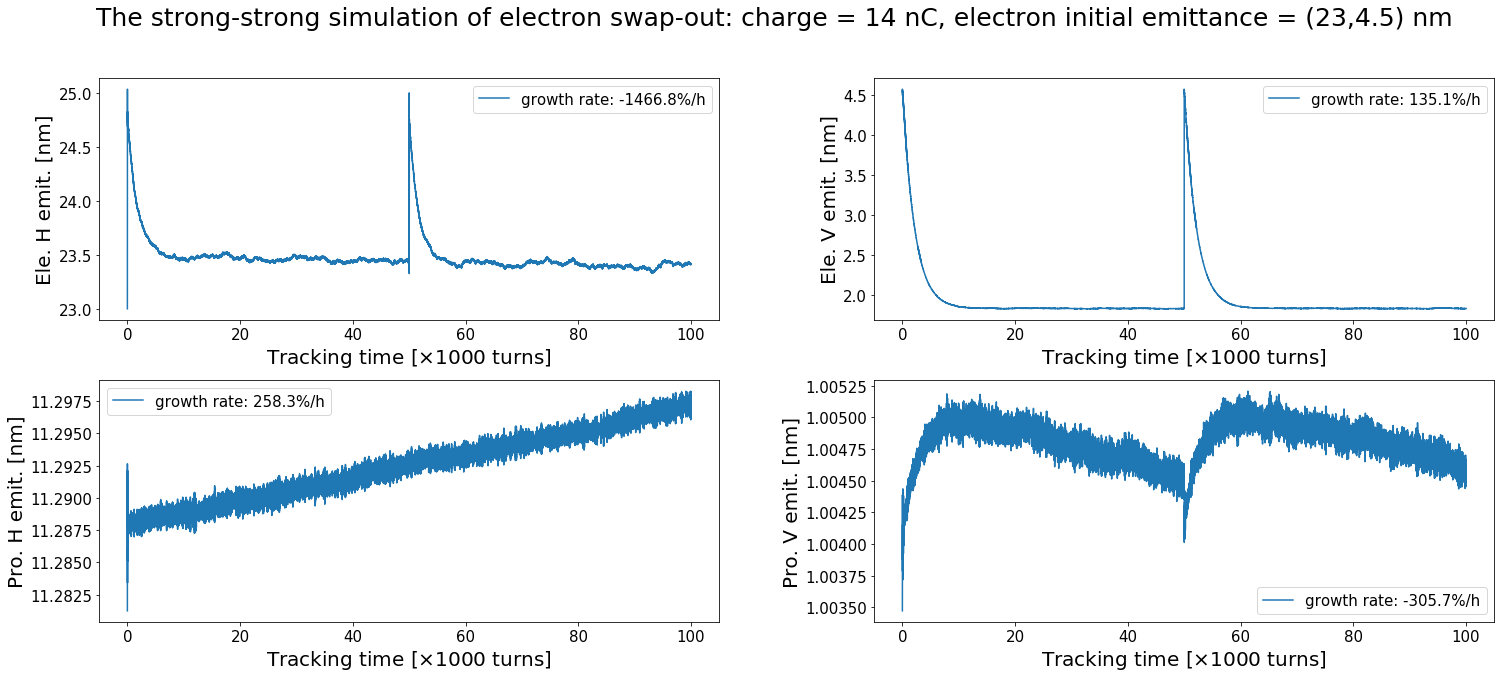 The strong-strong simulation of electron swap-out: charge = 14 nC, electron initial emittance = (23,4.5) nm
25.0
24.5
24.0
23.5
23.0
Ele. H emit. [nm]
growth rate: -1466.8%/h
0 20 40 60 80 100
Tracking time [×1000 turns]
4.5
4.0
3.5
3.0
2.5
2.0
Ele. V emit. [nm]
growth rate: 135.1%/h
0 20 40 60 80 100
Tracking time [×1000 turns]
11.2975
11.2950
11.2925
11.2900
11.2875
11.2850
11.2825
Pro. H emit. [nm]
growth rate: 258.3%/h
0 20 40 60 80 100
Tracking time [×1000 turns]
1.00525
1.00500
1.00475
1.00450
1.00425
1.00400
1.00375
1.00350
Pro. V emit. [nm]
growth rate: -305.7%/h
0 20 40 60 80 100
Tracking time [×1000 turns]